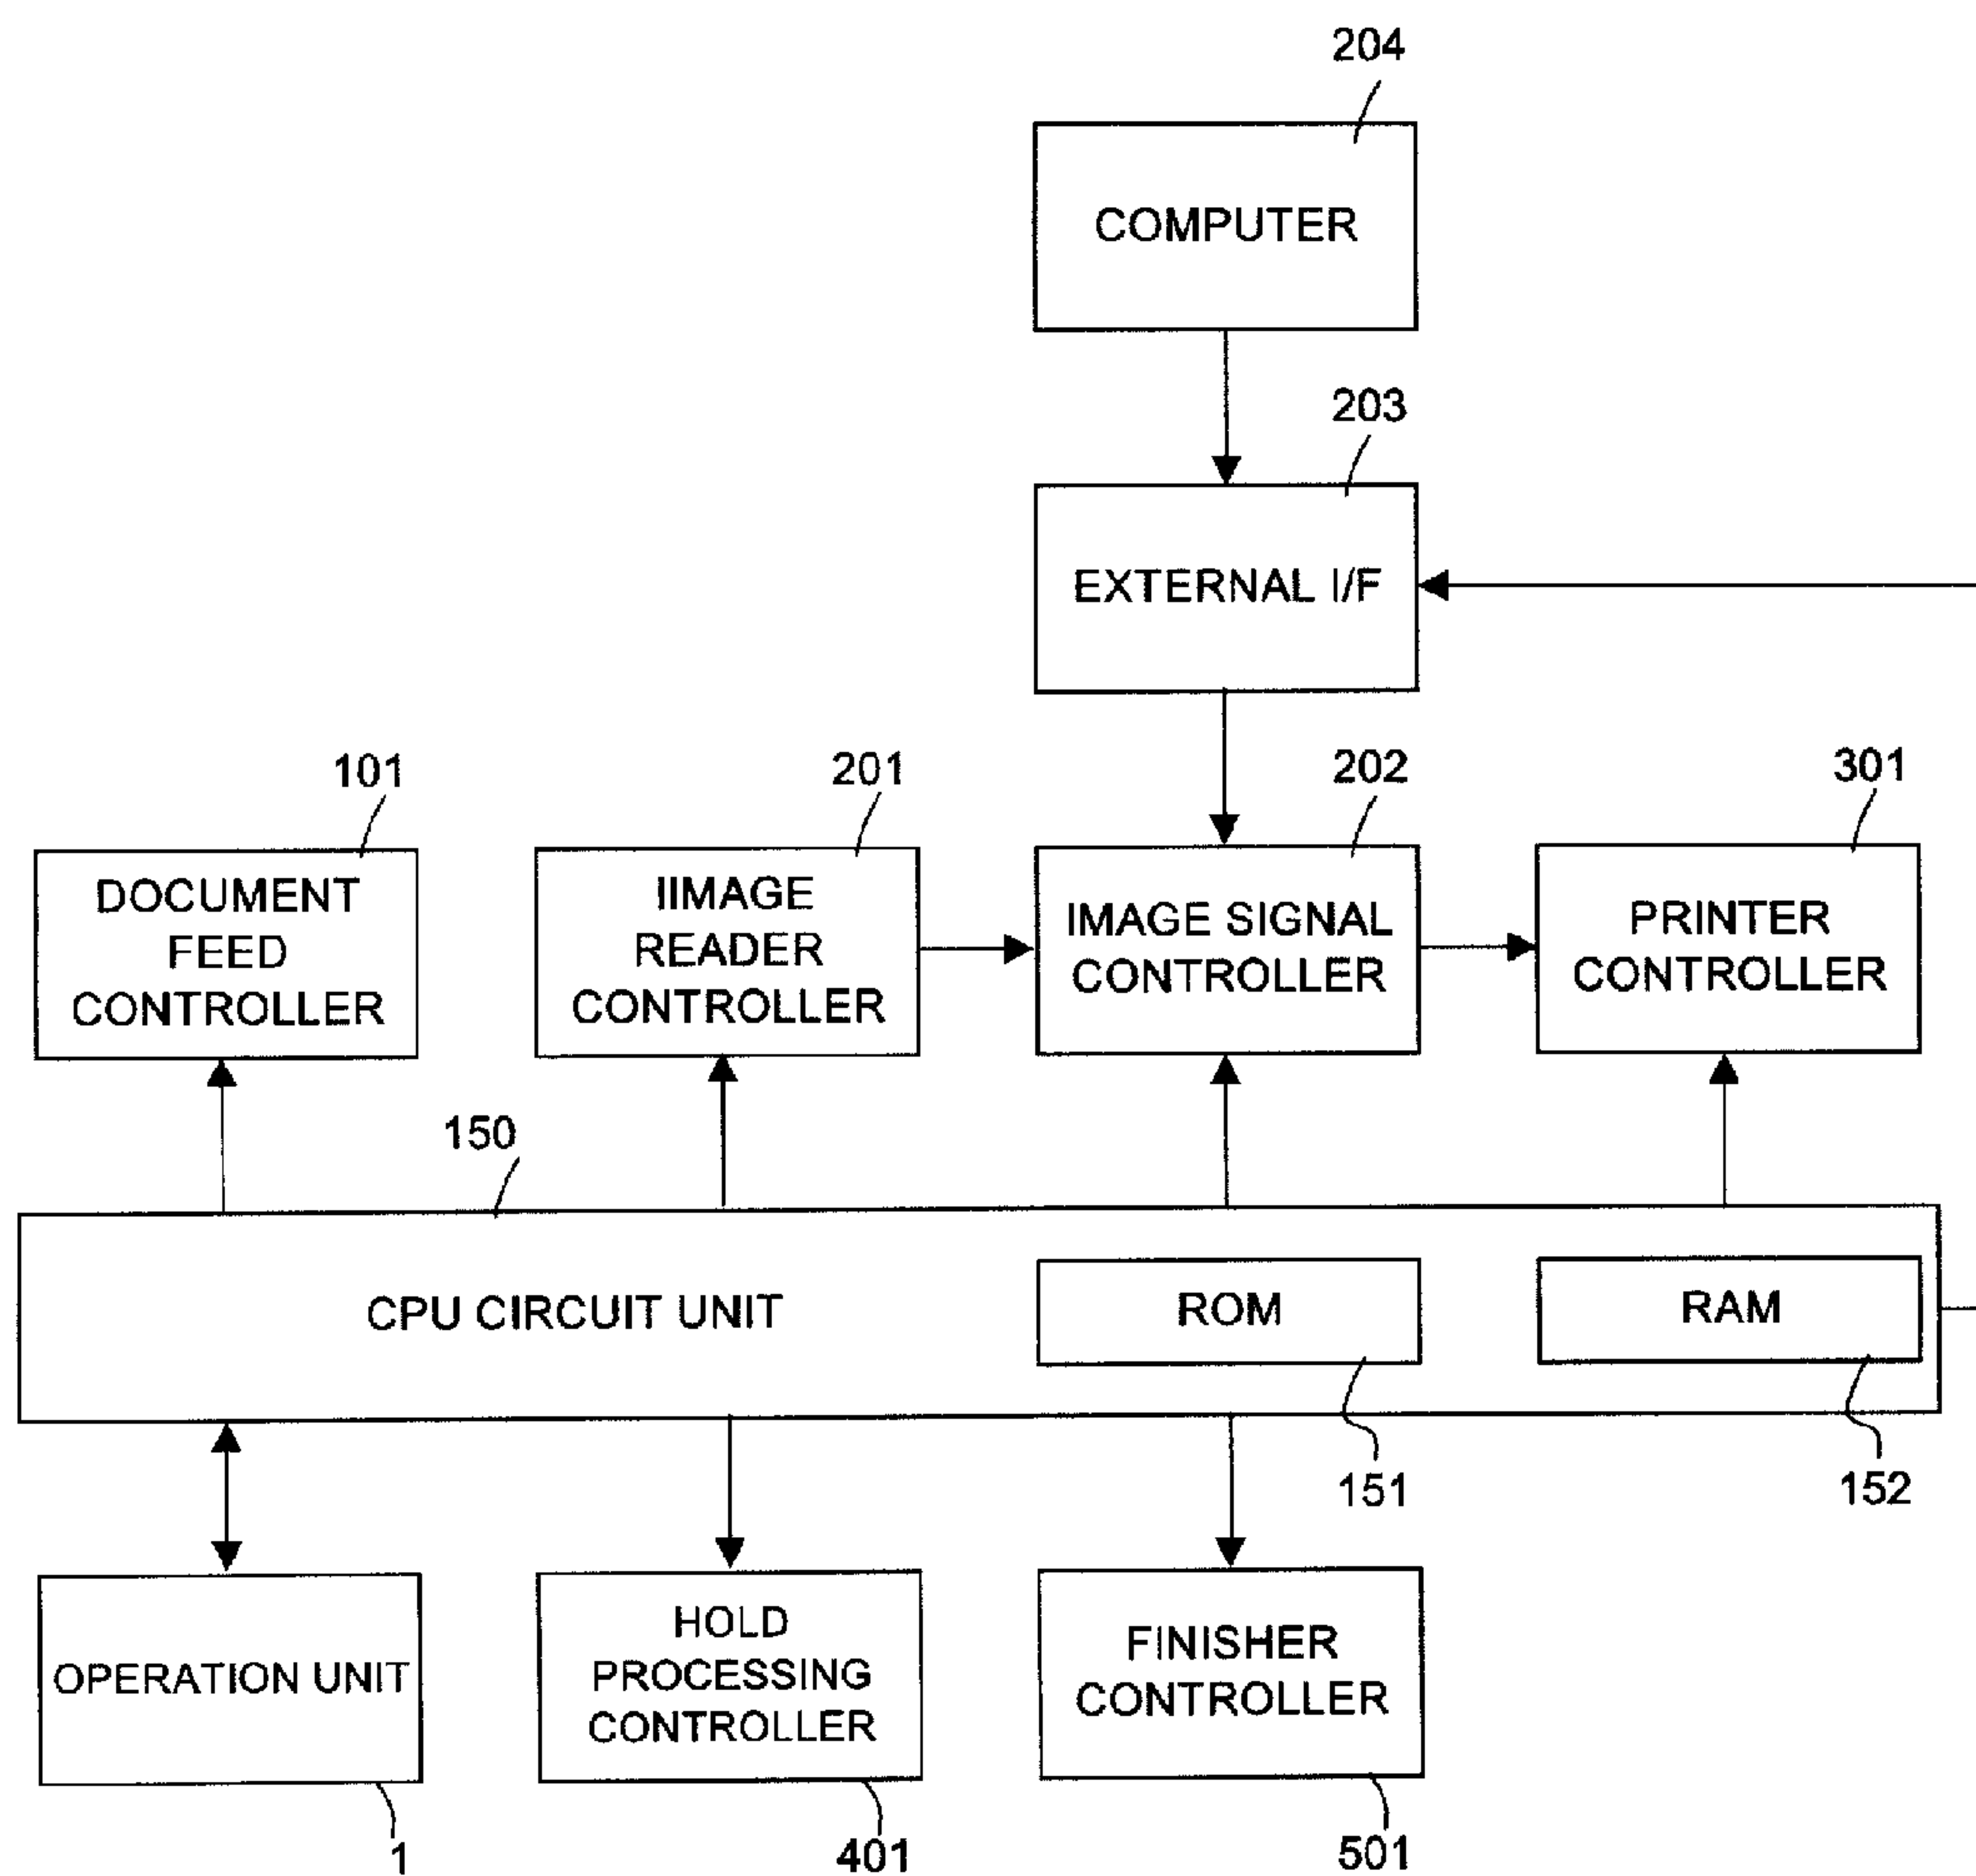 204
COMPUTER
203
EXTERNAL I/F
101
201
202
301
DOCUMENT
FEED
CONTROLLER
IIMAGE
READER
CONTROLLER
IMAGE SIGNAL
CONTROLLER
PRINTER
CONTROLLER
150
CPU CIRCUIT UNIT
ROM
RAM
151
152
OPERATION UNIT
HOLD
PROCESSING
CONTROLLER
FINISHER
CONTROLLER
1
401
501